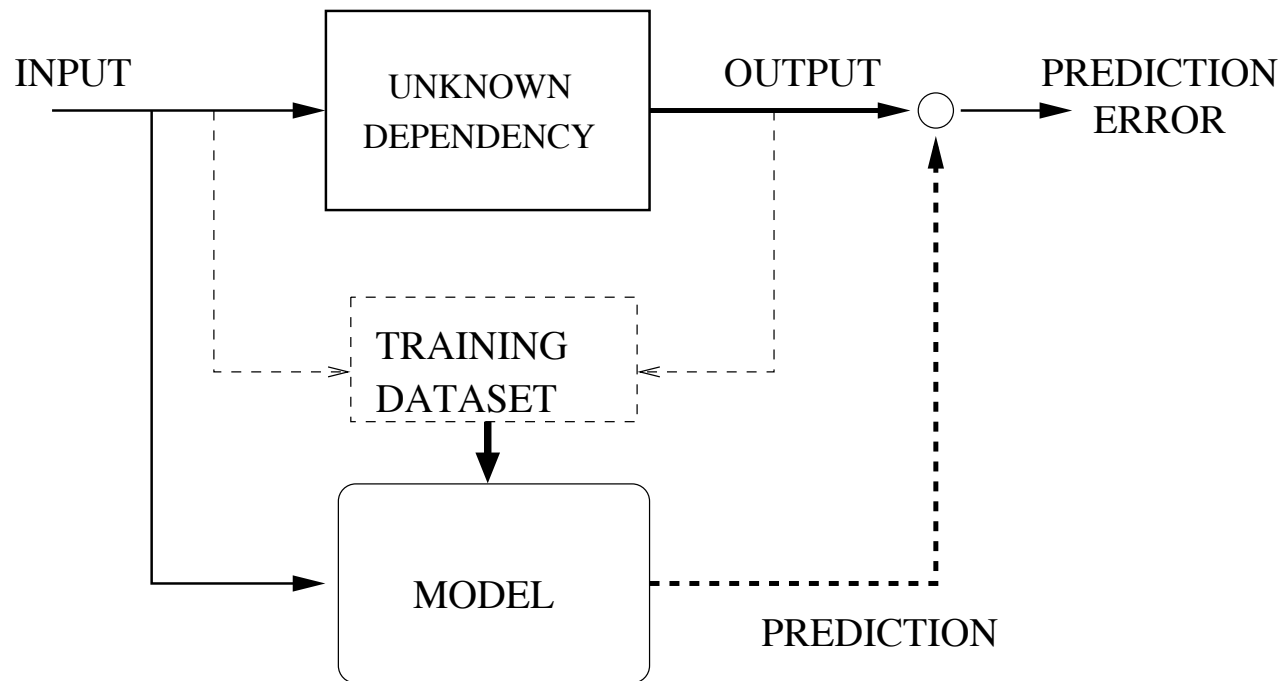 INPUT
UNKNOWN
DEPENDENCY
OUTPUT
PREDICTION
ERROR
TRAINING
DATASET
MODEL
PREDICTION